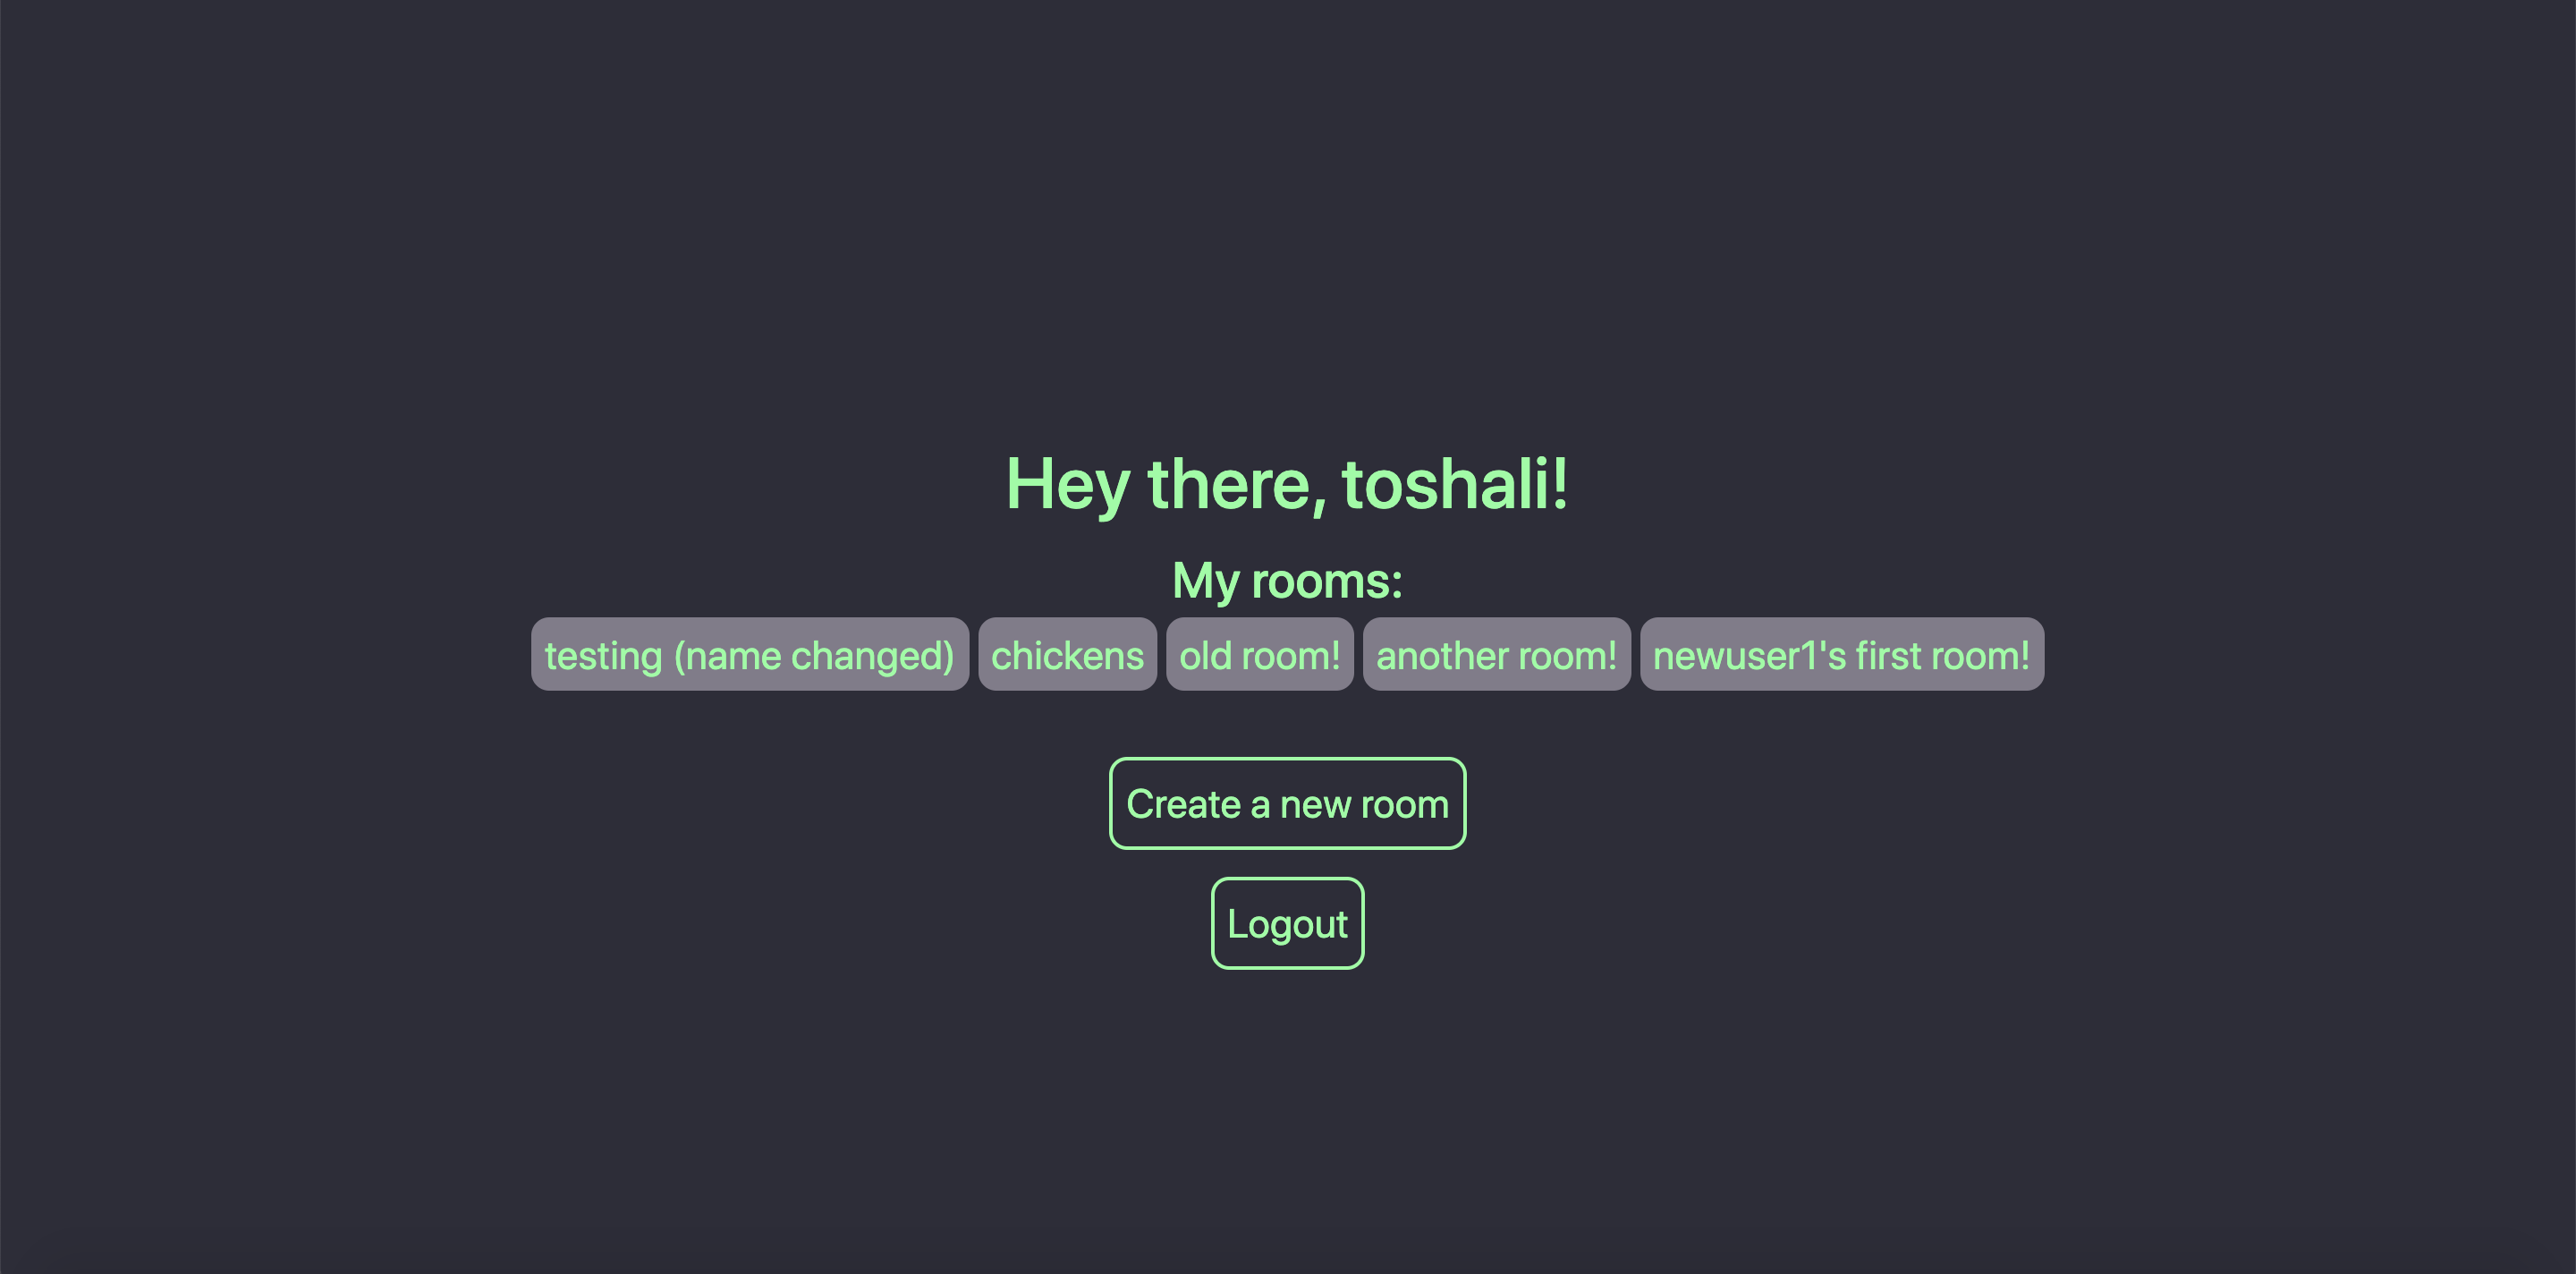 Hey there, toshali!
My rooms:
testing (name changed) chickens old room! another room! newuser1's first room!
Create a new room
Logout